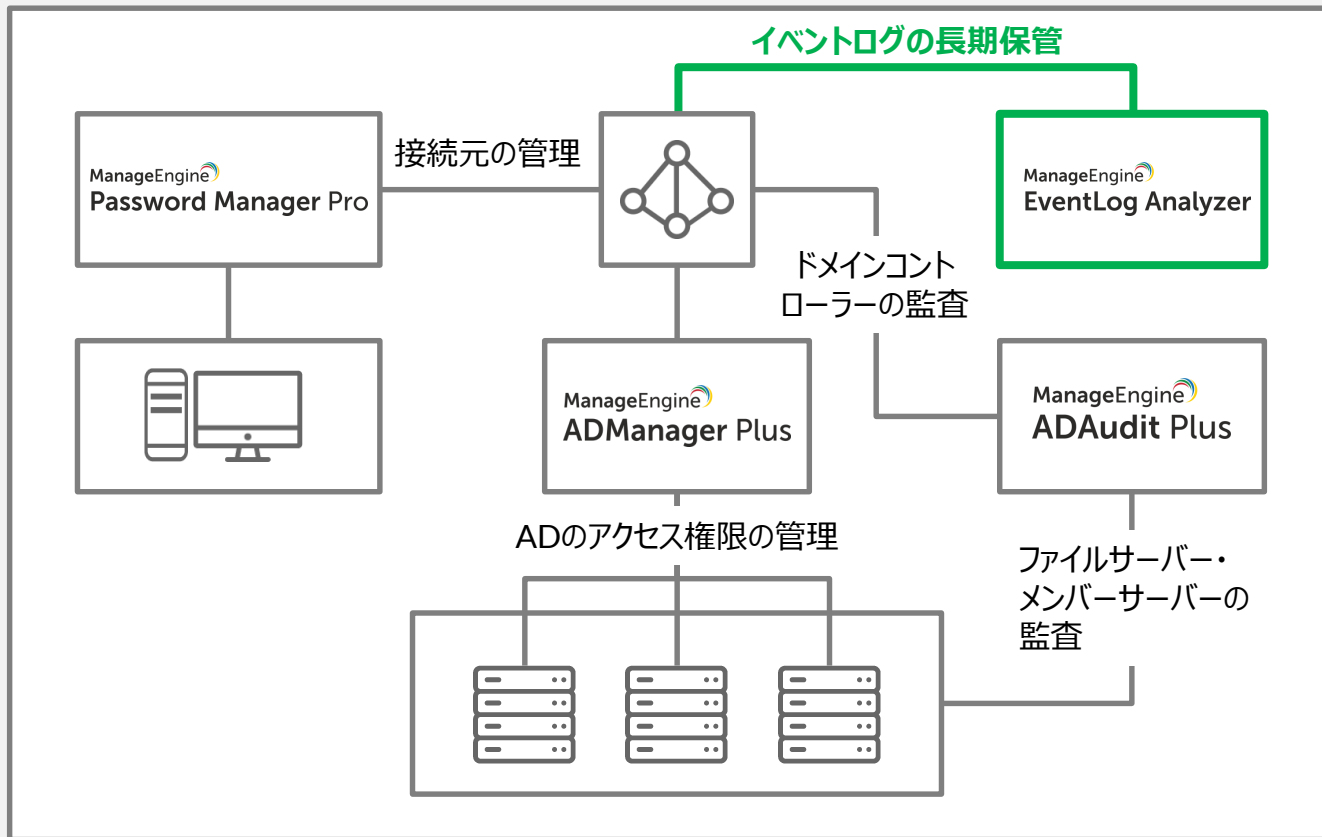 イベントログの長期保管
ManageEngine
Password Manager Pro
接続元の管理
ManageEngine
EventLog Analyzer
ドメインコント
ローラーの監査
ManageEngine
ADManager Plus
ManageEngine
ADAudit Plus
ADのアクセス権限の管理
ファイルサーバー・
メンバーサーバーの
監査